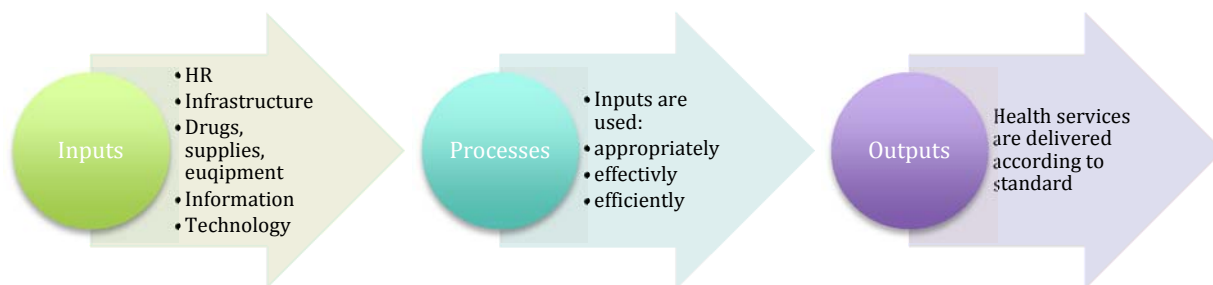 Inputs
• HR
• Infrastructure
• Drugs,
supplies,
euqipment
• Information
• Technology
Processes
• Inputs are
used:
• appropriately
• effectivly
• efficiently
Outputs
Health services
are delivered
according to
standard